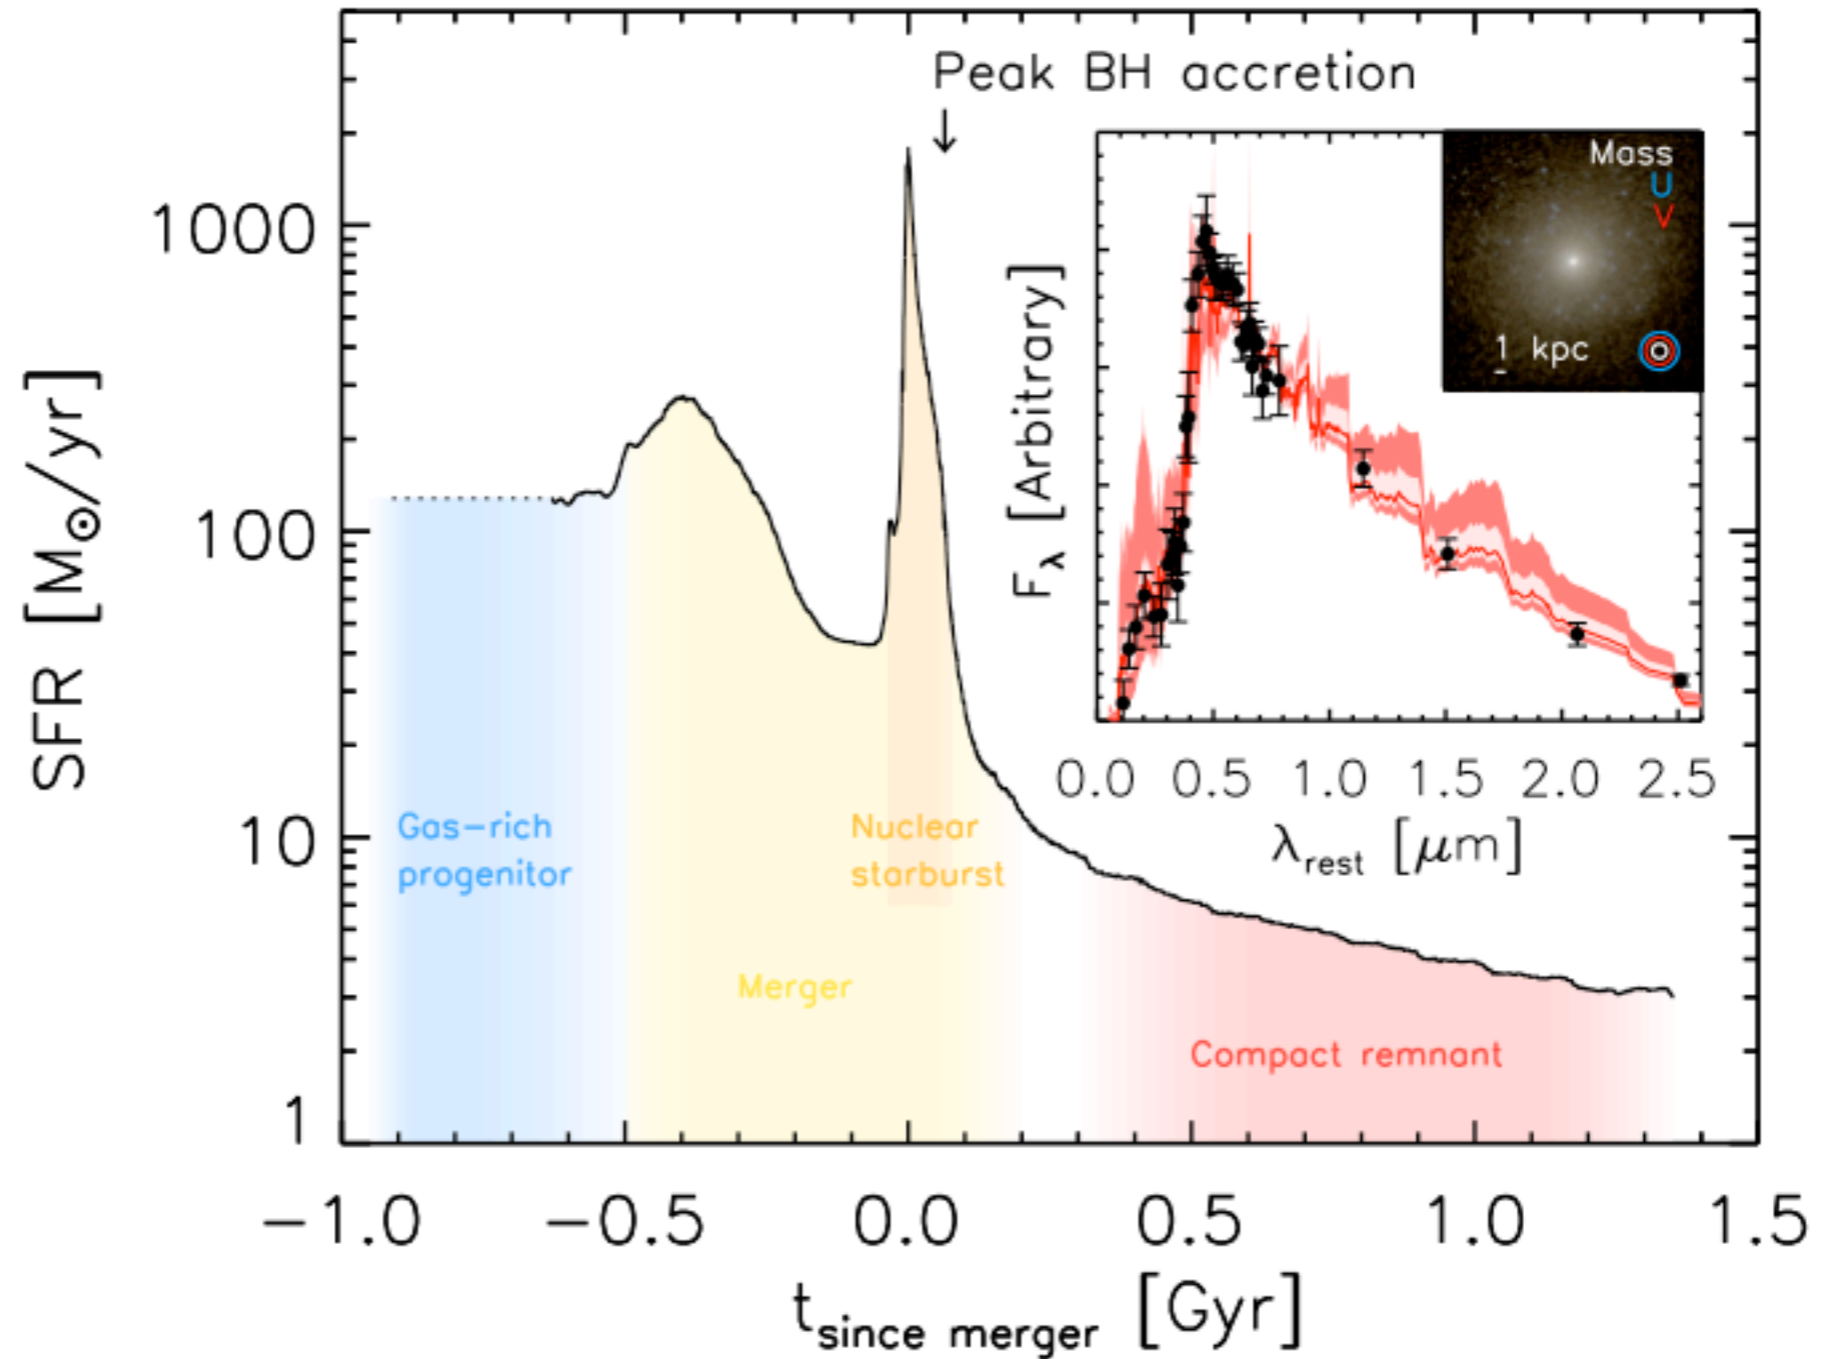 Peak BH accretion
↓
Mass
U
V
1 kpc
F_λ [Arbitrary]
0.0 0.5 1.0 1.5 2.0 2.5
λ_rest [μm]
SFR [M_⊙/yr]
1000
100
10
1
Gas-rich
progenitor
Nuclear
starburst
Merger
Compact remnant
−1.0 −0.5 0.0 0.5 1.0 1.5
t_since merger [Gyr]